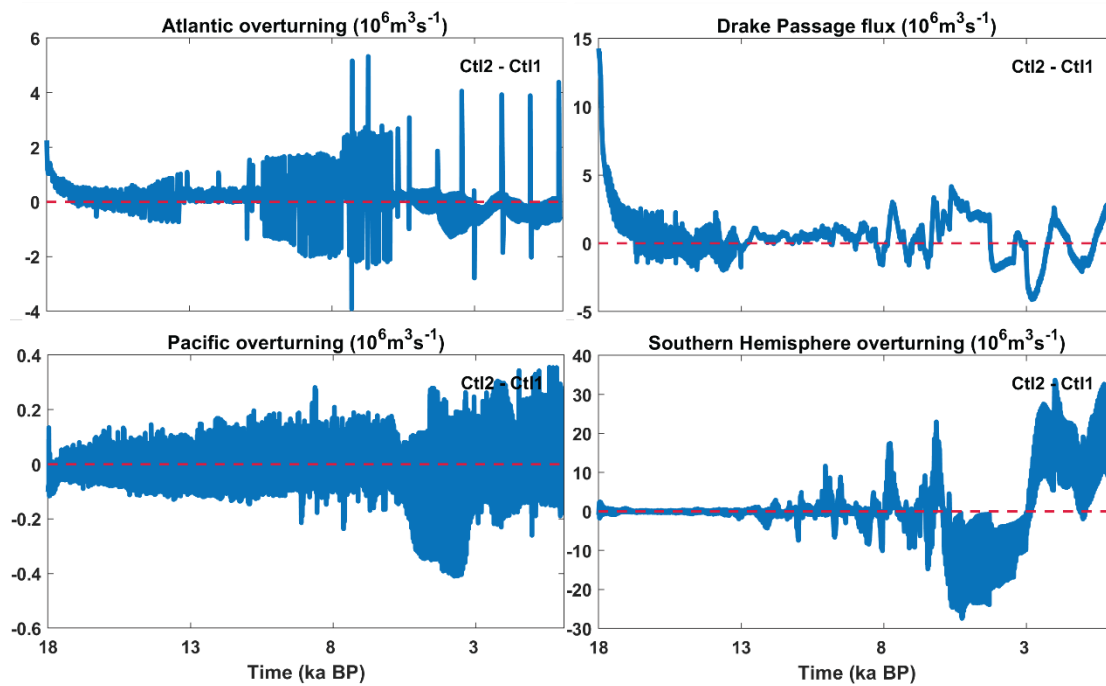 Atlantic overturning (10⁶m³s⁻¹)
6
4
2
0
-2
-4
Ctl2 - Ctl1
Drake Passage flux (10⁶m³s⁻¹)
15
10
5
0
-5
Ctl2 - Ctl1
Pacific overturning (10⁶m³s⁻¹)
0.4
0.2
0
-0.2
-0.4
-0.6
Ctl2 - Ctl1
18 13 8 3
Time (ka BP)
Southern Hemisphere overturning (10⁶m³s⁻¹)
40
30
20
10
0
-10
-20
-30
Ctl2 - Ctl1
18 13 8 3
Time (ka BP)